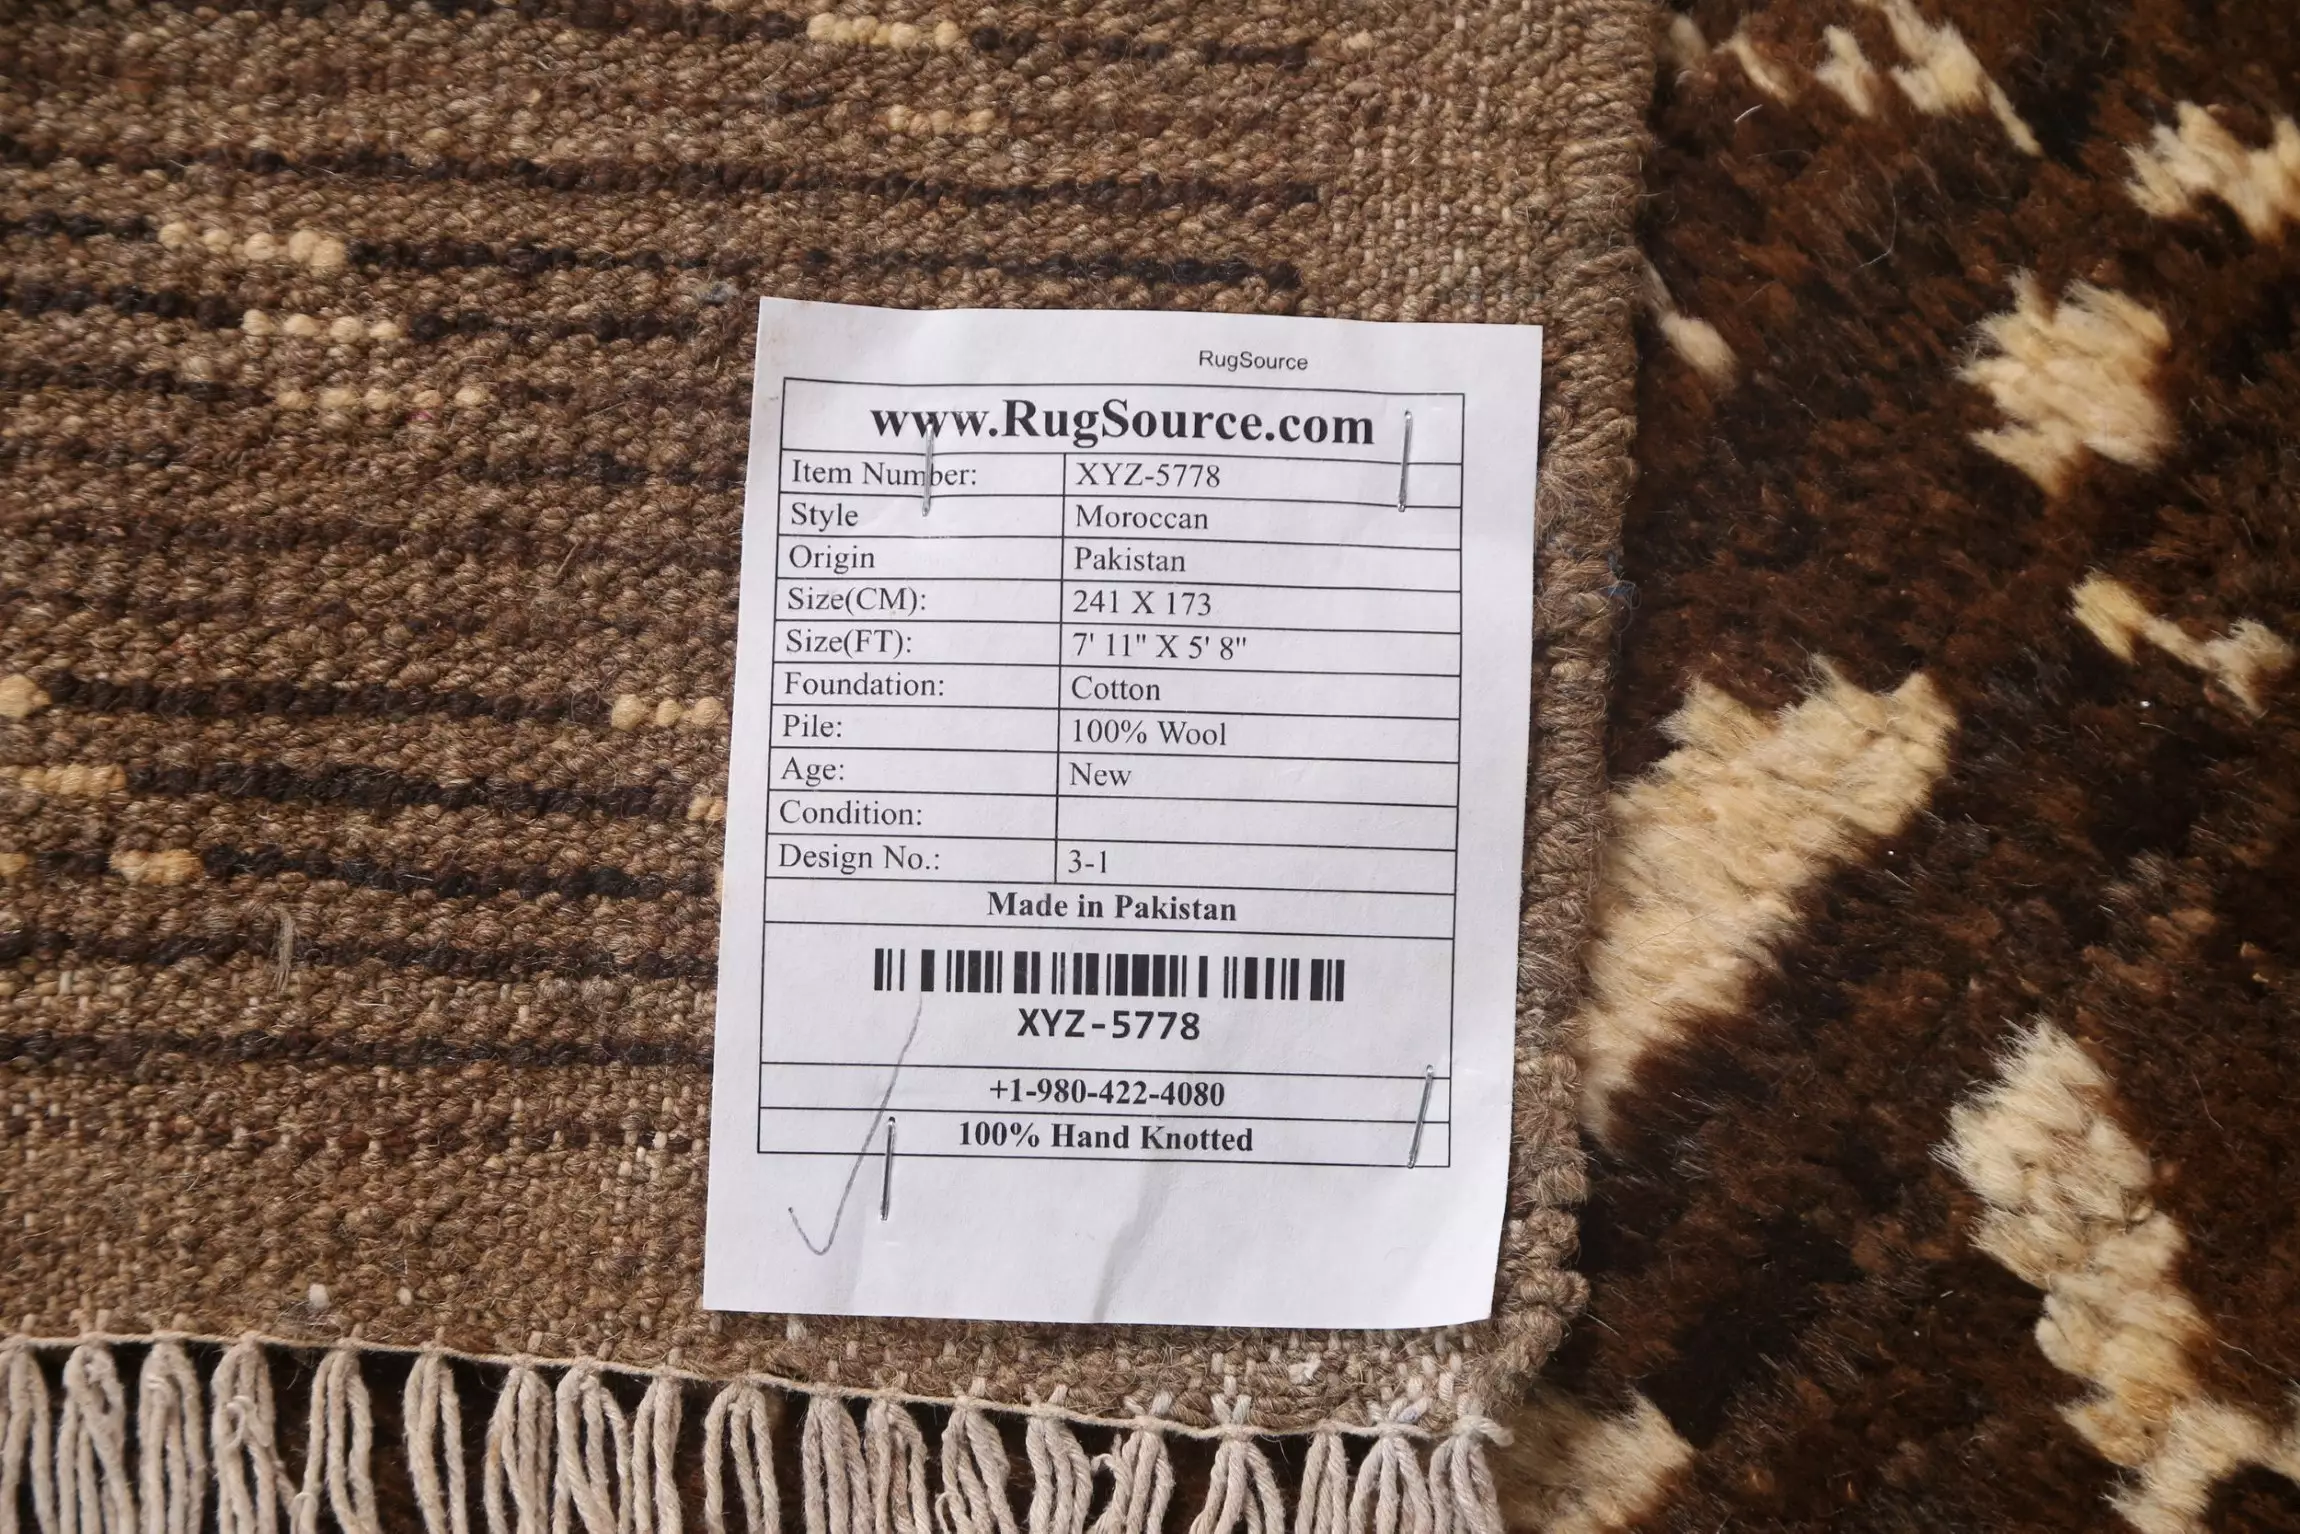 RugSource
www.RugSource.com
Item Number: XYZ-5778
Style Moroccan
Origin Pakistan
Size(CM): 241 X 173
Size(FT): 7' 11" X 5' 8"
Foundation: Cotton
Pile: 100% Wool
Age: New
Condition:
Design No.: 3-1
Made in Pakistan
XYZ-5778
+1-980-422-4080
100% Hand Knotted